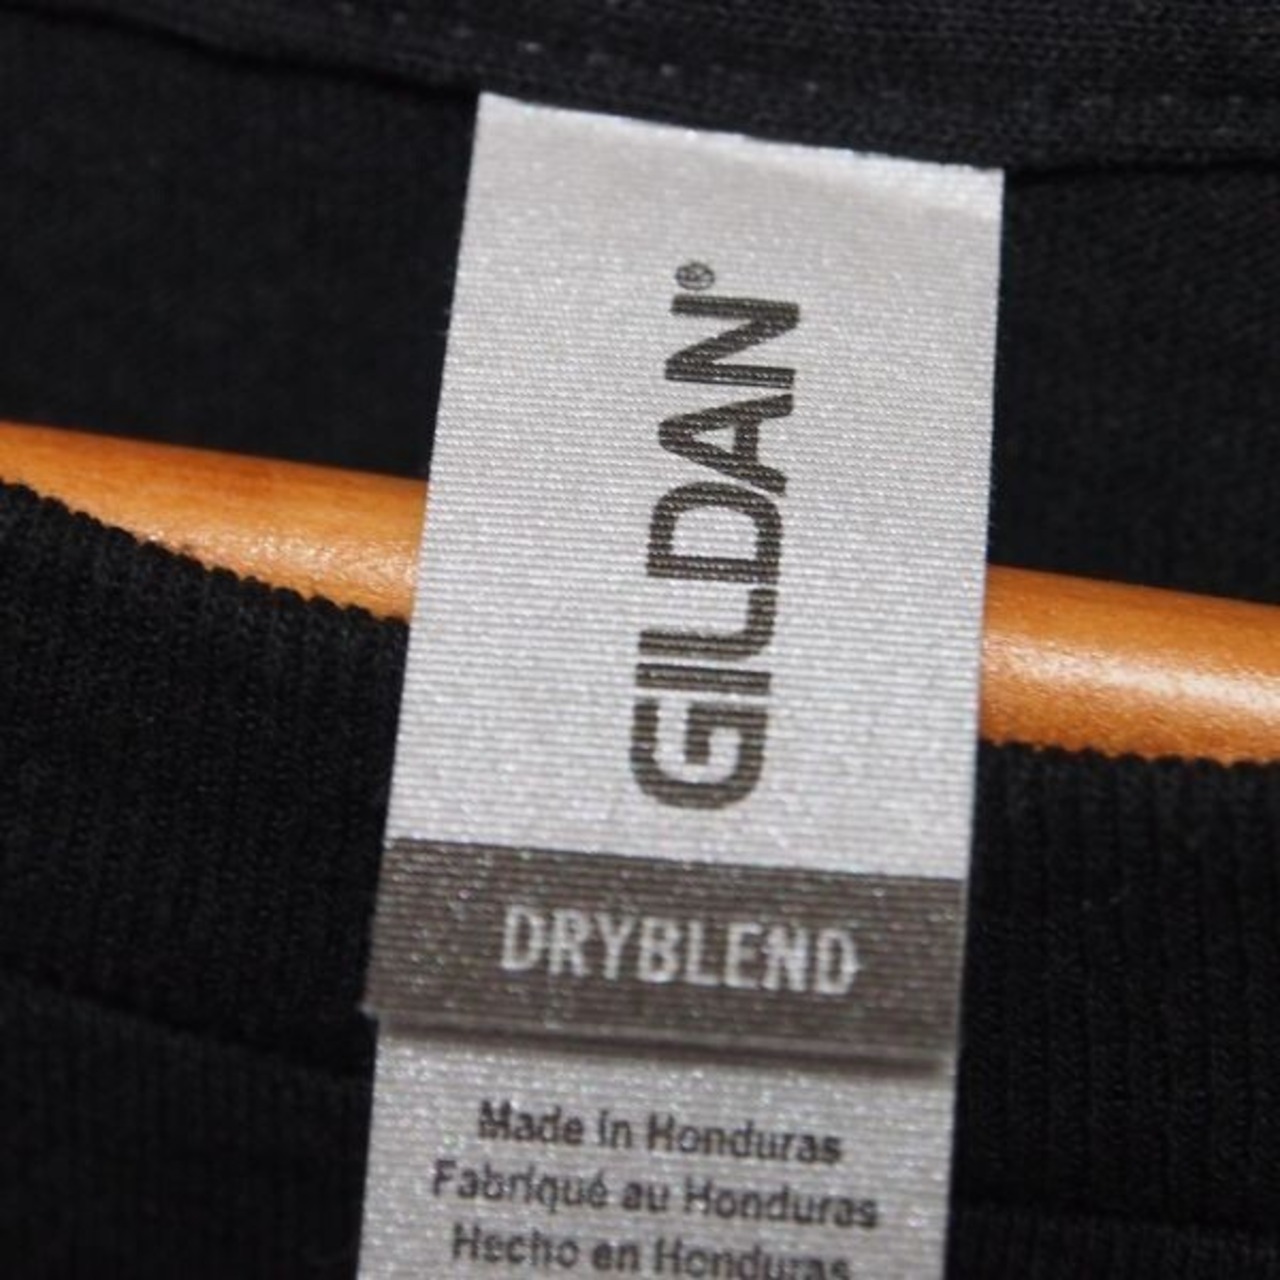 GILDAN®
DRYBLEND
Made in Honduras
Fabriqué au Honduras
Hecho en Honduras